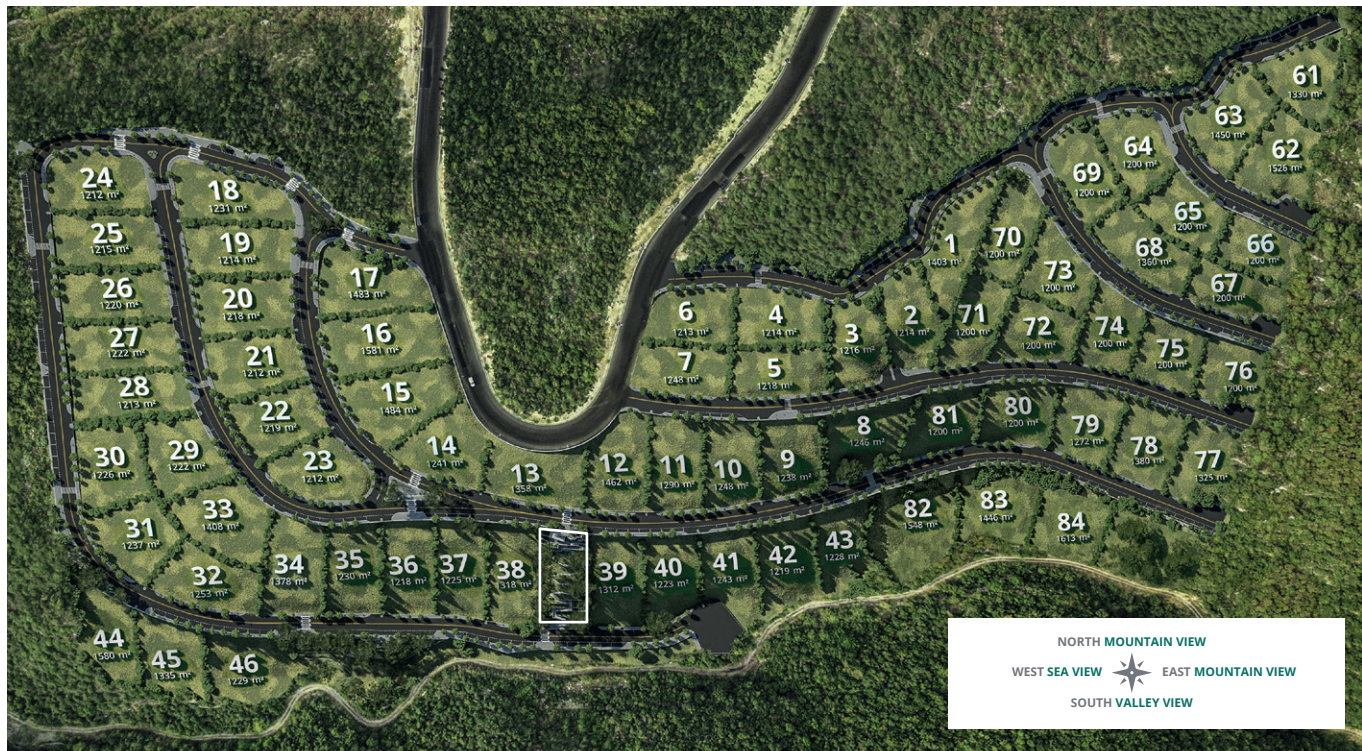 61
1330 m²
63
1450 m²
62
1526 m²
64
1200 m²
69
1200 m²
24
1212 m²
18
1231 m²
65
1200 m²
66
1200 m²
68
1360 m²
67
1200 m²
25
1215 m²
19
1214 m²
1
1403 m²
70
1200 m²
73
1200 m²
17
1483 m²
26
1220 m²
20
1218 m²
6
1213 m²
4
1214 m²
3
1216 m²
2
1214 m²
71
1200 m²
72
1200 m²
74
1200 m²
75
1200 m²
76
1200 m²
27
1222 m²
21
1212 m²
16
1581 m²
7
1248 m²
5
1218 m²
28
1213 m²
22
1219 m²
15
1484 m²
8
1246 m²
81
1200 m²
80
1200 m²
79
1272 m²
78
1380 m²
77
1325 m²
30
1226 m²
29
1222 m²
23
1212 m²
14
1241 m²
13
1358 m²
12
1462 m²
11
1290 m²
10
1248 m²
9
1238 m²
31
1237 m²
33
1408 m²
82
1548 m²
83
1446 m²
84
1613 m²
32
1253 m²
34
1378 m²
35
1230 m²
36
1218 m²
37
1225 m²
38
1318 m²
39
1312 m²
40
1223 m²
41
1243 m²
42
1219 m²
43
1228 m²
44
1580 m²
45
1335 m²
46
1229 m²
NORTH MOUNTAIN VIEW
WEST SEA VIEW EAST MOUNTAIN VIEW
SOUTH VALLEY VIEW